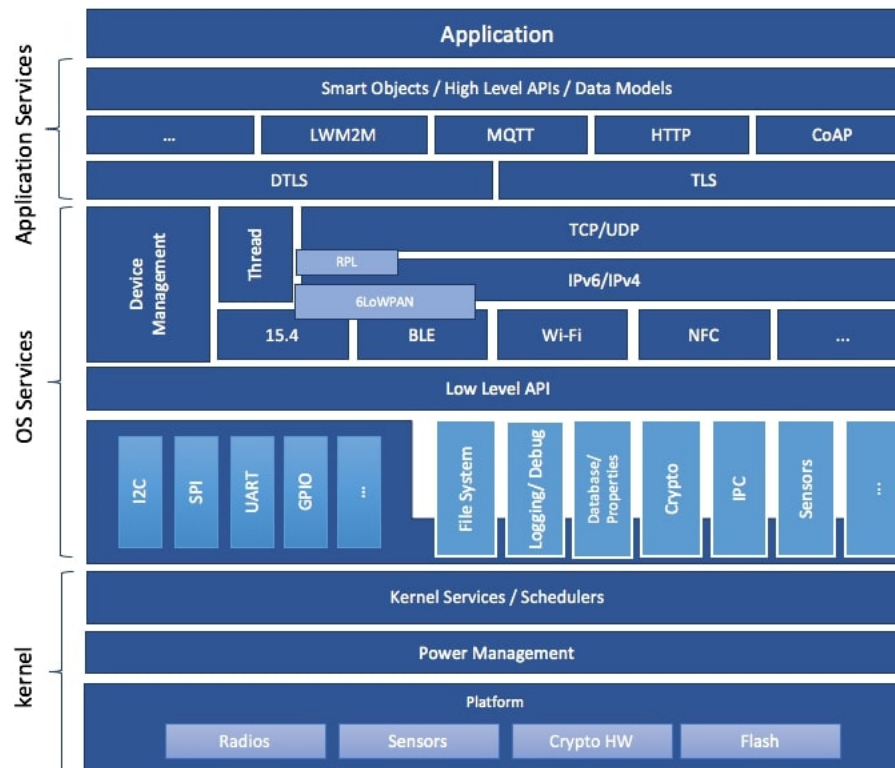 Application
Application Services
Smart Objects / High Level APIs / Data Models
...
LWM2M
MQTT
HTTP
CoAP
DTLS
TLS
OS Services
Device
Management
Thread
TCP/UDP
RPL
IPv6/IPv4
6LoWPAN
15.4
BLE
Wi-Fi
NFC
...
Low Level API
I2C
SPI
UART
GPIO
...
File System
Logging/ Debug
Database/
Properties
Crypto
IPC
Sensors
...
kernel
Kernel Services / Schedulers
Power Management
Platform
Radios
Sensors
Crypto HW
Flash